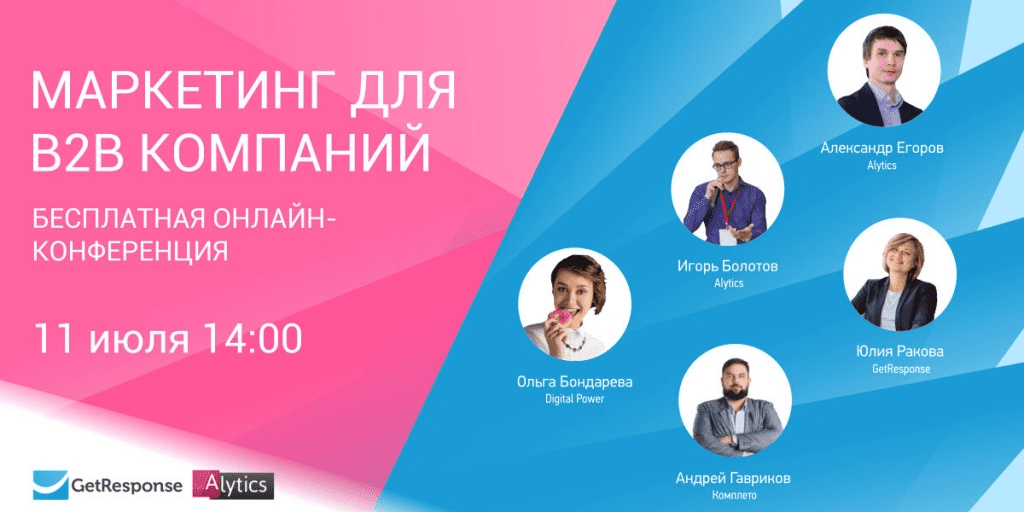 МАРКЕТИНГ ДЛЯ
B2B КОМПАНИЙ
БЕСПЛАТНАЯ ОНЛАЙН-
КОНФЕРЕНЦИЯ
11 июля 14:00
GetResponse
Alytics
Александр Егоров
Alytics
Игорь Болотов
Alytics
Юлия Ракова
GetResponse
Ольга Бондарева
Digital Power
Андрей Гавриков
Комплето